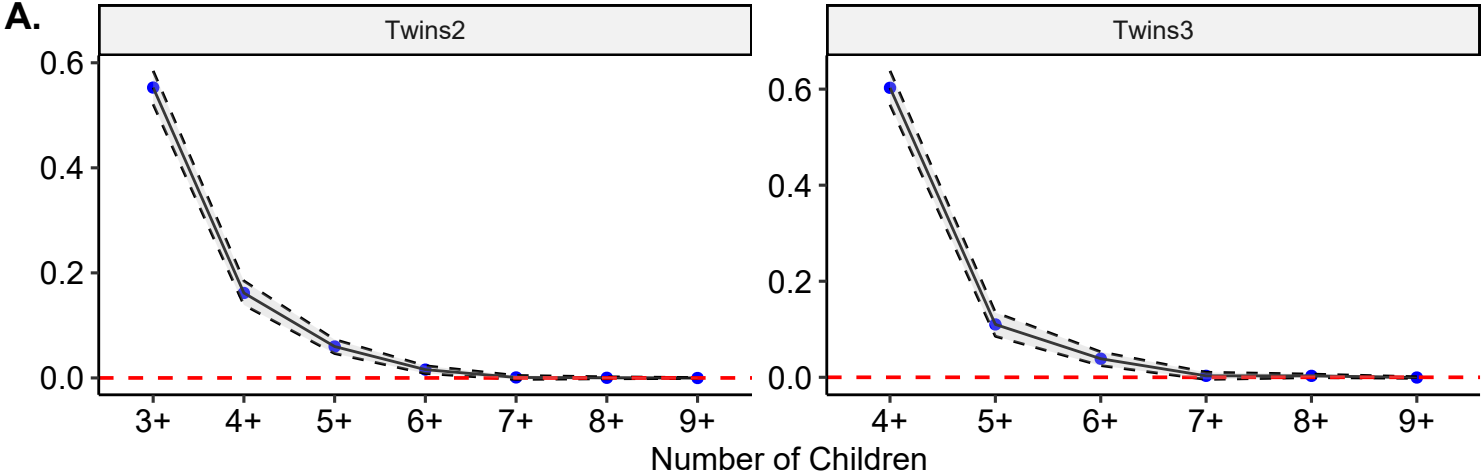 A.
Twins2 Twins3
0.6
0.4
0.2
0.0
3+ 4+ 5+ 6+ 7+ 8+ 9+
0.6
0.4
0.2
0.0
4+ 5+ 6+ 7+ 8+ 9+
Number of Children